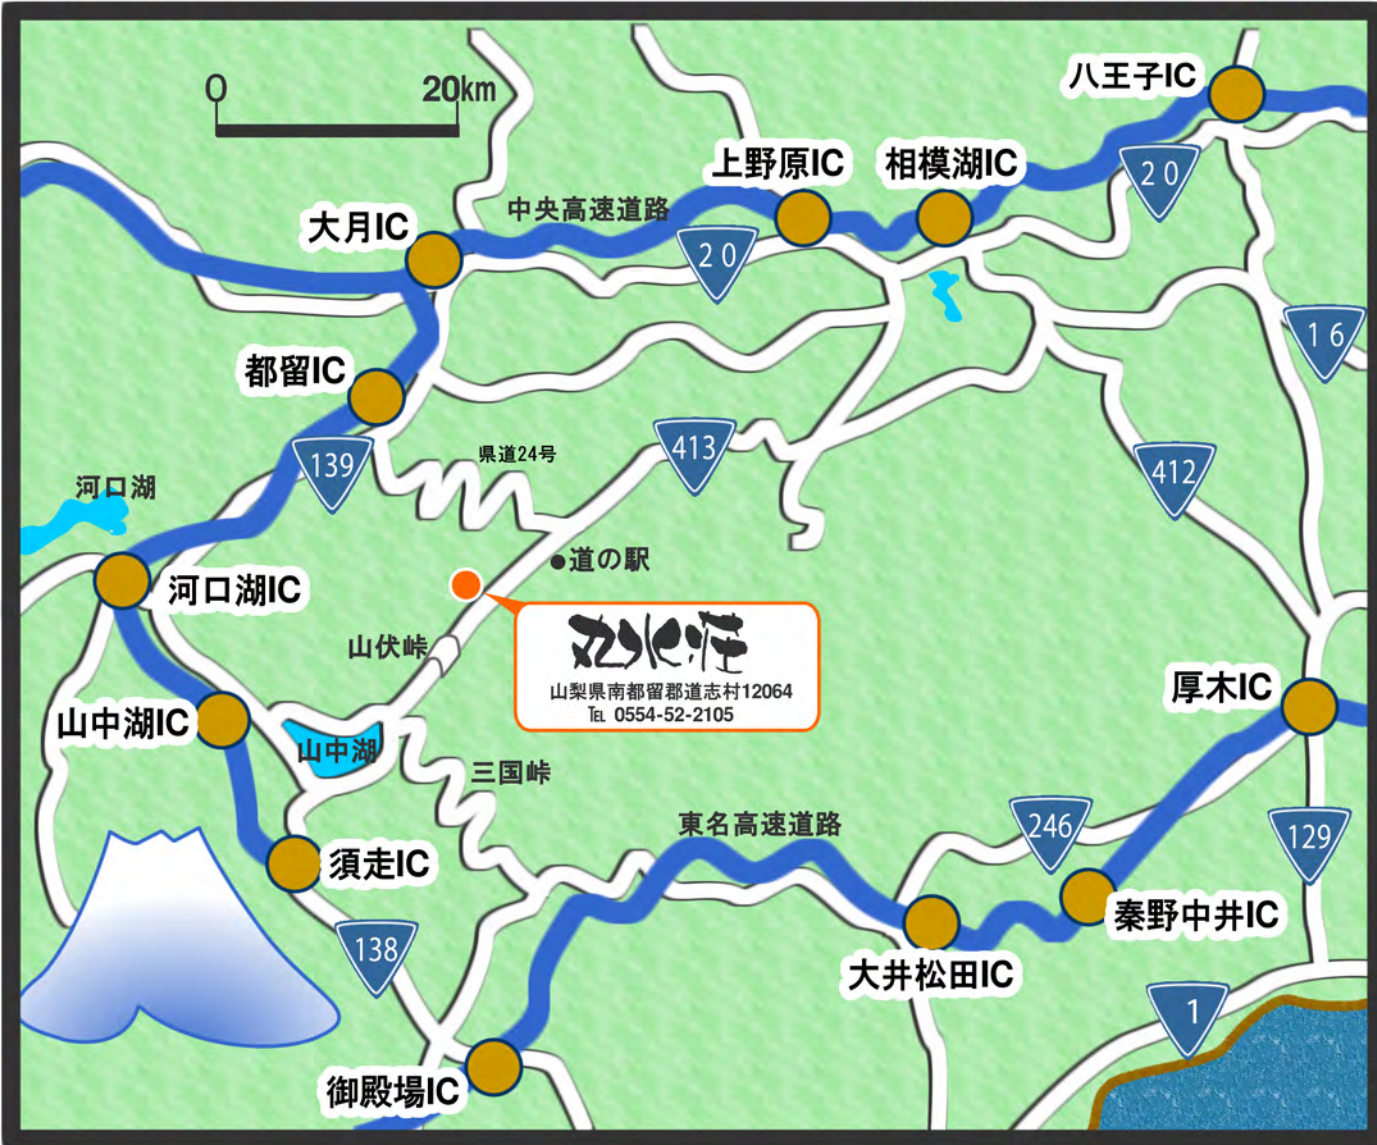 0 20km
八王子IC
上野原IC
相模湖IC
20
中央高速道路
大月IC
20
16
都留IC
県道24号
413
139
412
河口湖
道の駅
河口湖IC
丸水荘
山梨県南都留郡道志村12064
℡ 0554-52-2105
山伏峠
厚木IC
山中湖IC
山中湖
三国峠
東名高速道路
246
129
須走IC
秦野中井IC
138
大井松田IC
1
御殿場IC